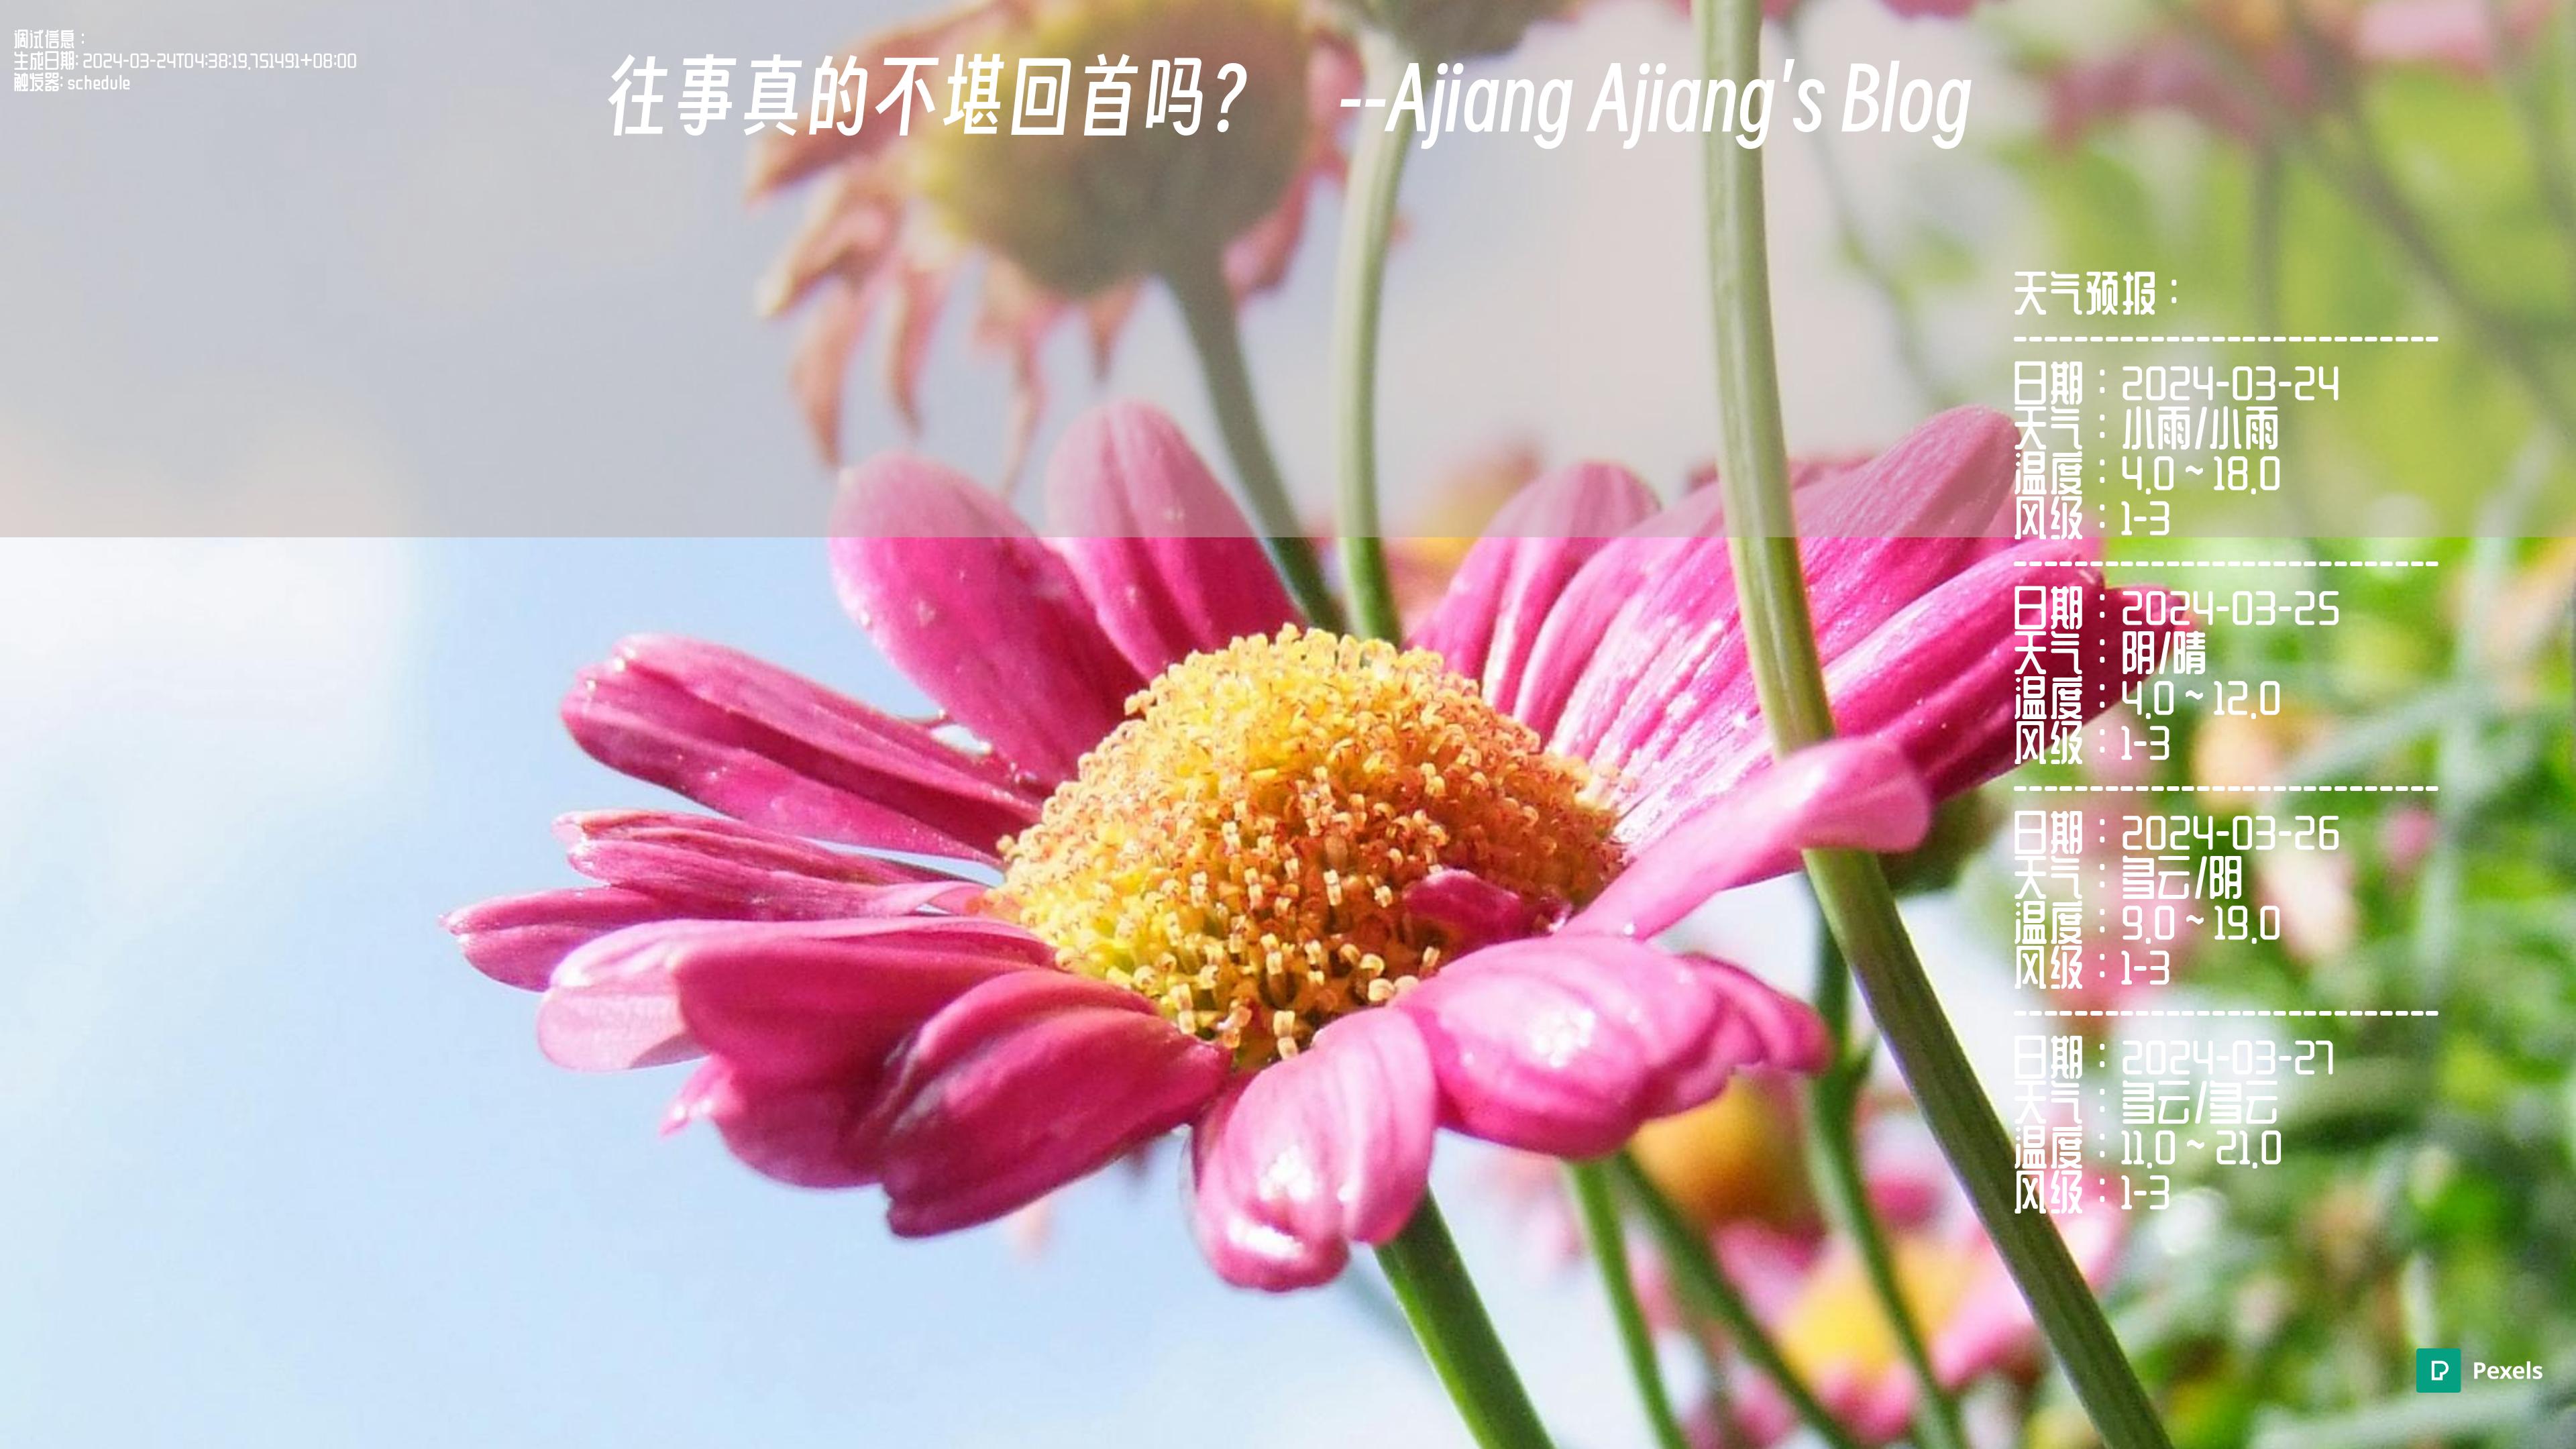 调试信息：
生成日期: 2024-03-24T04:38:19.751491+08:00
触发器: schedule
往事真的不堪回首吗？ --Ajiang Ajiang's Blog
天气预报：
----------------------------
日期：2024-03-24
天气：小雨/小雨
温度：4.0 ~ 18.0
风级：1-3
----------------------------
日期：2024-03-25
天气：阴/晴
温度：4.0 ~ 12.0
风级：1-3
----------------------------
日期：2024-03-26
天气：多云/阴
温度：9.0 ~ 19.0
风级：1-3
----------------------------
日期：2024-03-27
天气：多云/多云
温度：11.0 ~ 21.0
风级：1-3
Pexels